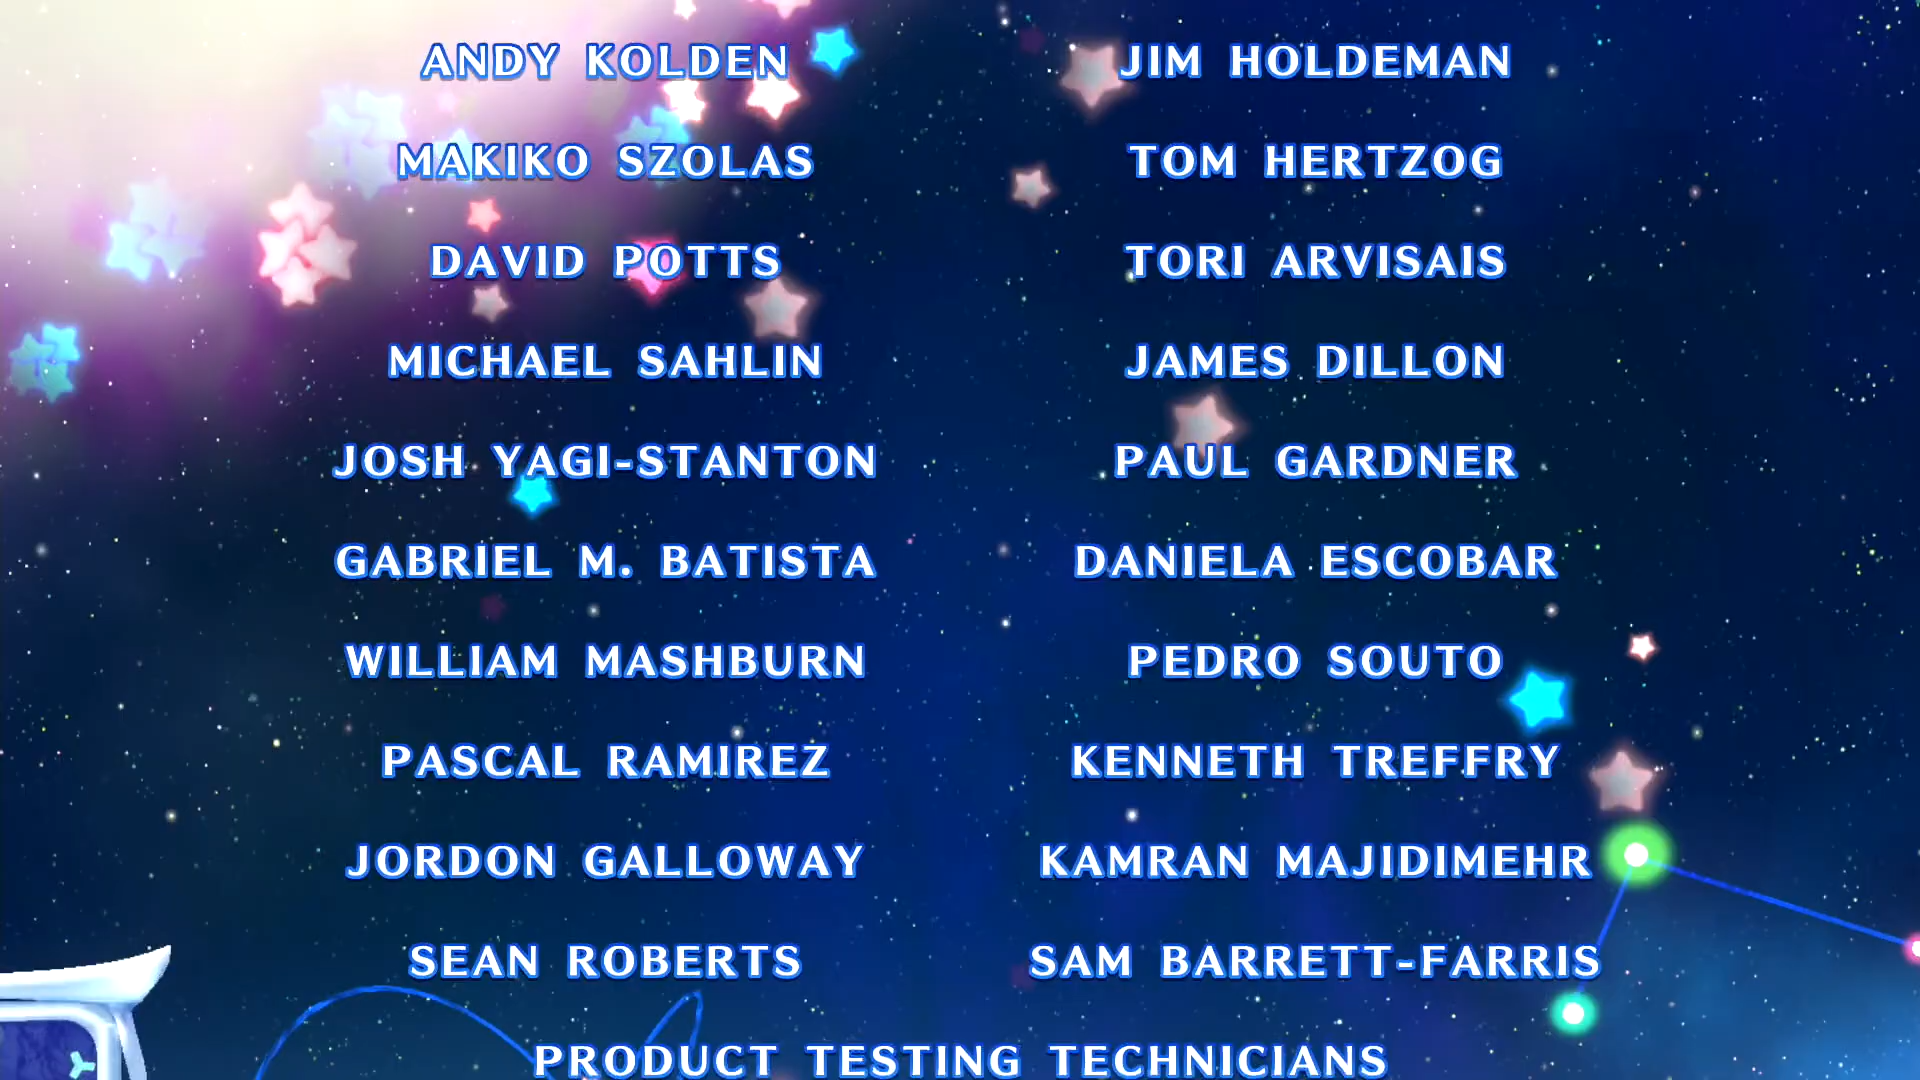 ANDY KOLDEN JIM HOLDEMAN
MAKIKO SZOLAS TOM HERTZOG
DAVID POTTS TORI ARVISAIS
MICHAEL SAHLIN JAMES DILLON
JOSH YAGI-STANTON PAUL GARDNER
GABRIEL M. BATISTA DANIELA ESCOBAR
WILLIAM MASHBURN PEDRO SOUTO
PASCAL RAMIREZ KENNETH TREFFRY
JORDON GALLOWAY KAMRAN MAJIDIMEHR
SEAN ROBERTS SAM BARRETT-FARRIS
PRODUCT TESTING TECHNICIANS